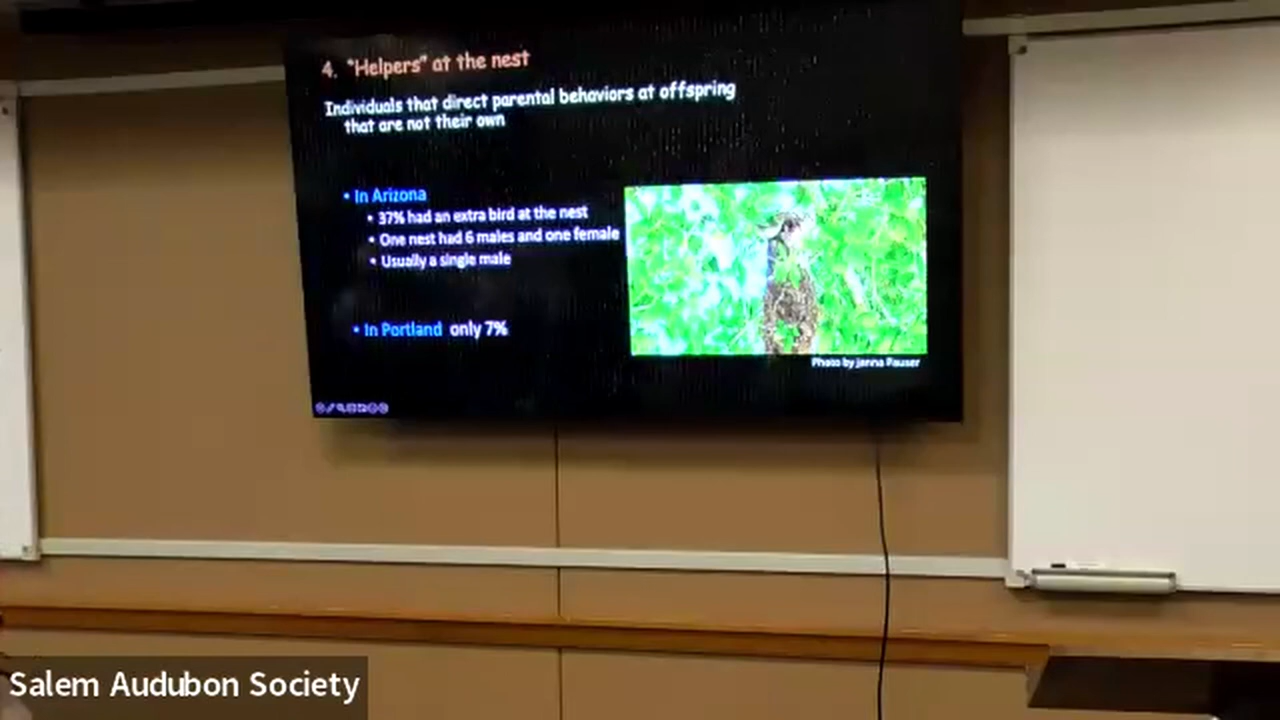 4. "Helpers" at the nest
Individuals that direct parental behaviors at offspring
that are not their own
• In Arizona
• 37% had an extra bird at the nest
• One nest had 6 males and one female
• Usually a single male
• In Portland only 7%
Photo by Jenna Pauser
Salem Audubon Society